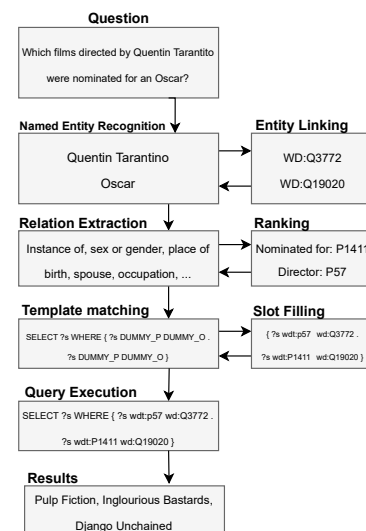 Question
Which films directed by Quentin Tarantito
were nominated for an Oscar?
Named Entity Recognition
Quentin Tarantino
Oscar
Entity Linking
WD:Q3772
WD:Q19020
Relation Extraction
Instance of, sex or gender, place of
birth, spouse, occupation, ...
Ranking
Nominated for: P1411
Director: P57
Template matching
SELECT ?s WHERE { ?s DUMMY_P DUMMY_O .
?s DUMMY_P DUMMY_O }
Slot Filling
{ ?s wdt:p57 wd:Q3772 .
?s wdt:P1411 wd:Q19020 }
Query Execution
SELECT ?s WHERE { ?s wdt:p57 wd:Q3772 .
?s wdt:P1411 wd:Q19020 }
Results
Pulp Fiction, Inglourious Bastards,
Django Unchained